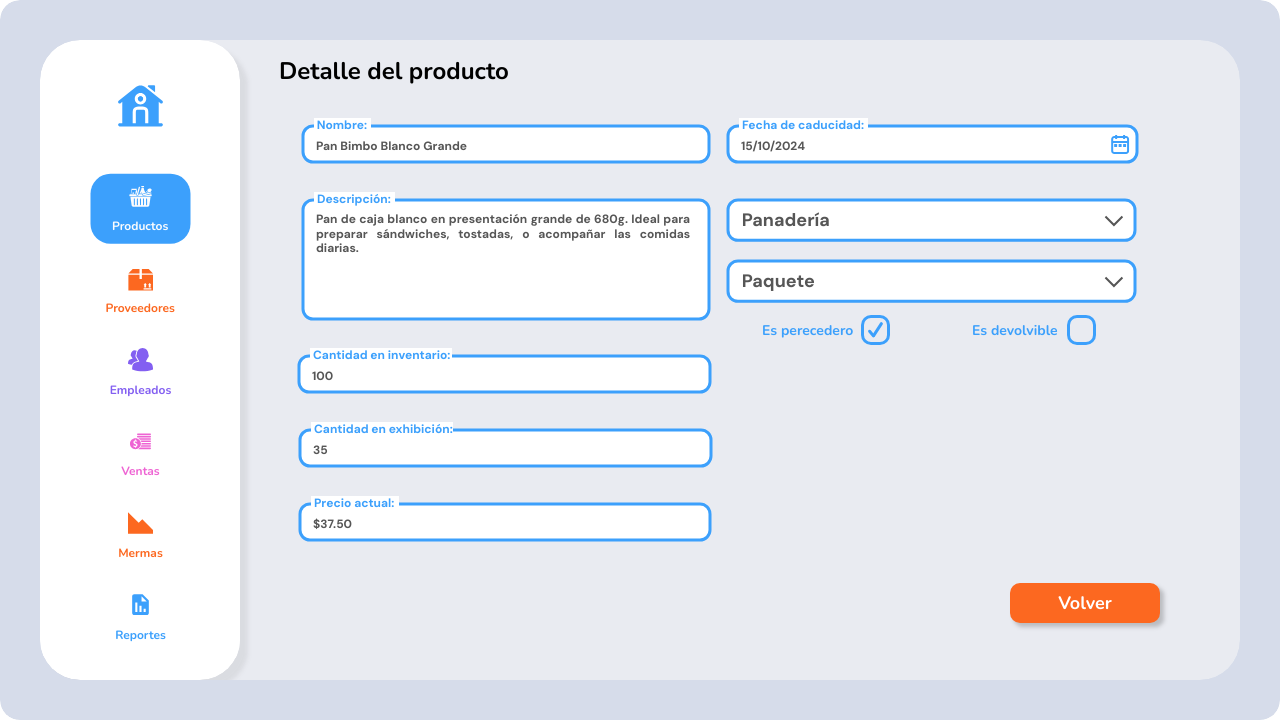 Detalle del producto
Productos
Proveedores
Empleados
Ventas
Mermas
Reportes
Nombre:
Pan Bimbo Blanco Grande
Descripción:
Pan de caja blanco en presentación grande de 680g. Ideal para
preparar sándwiches, tostadas, o acompañar las comidas
diarias.
Cantidad en inventario:
100
Cantidad en exhibición:
35
Precio actual:
$37.50
Fecha de caducidad:
15/10/2024
Panadería
Paquete
Es perecedero
Es devolvible
Volver